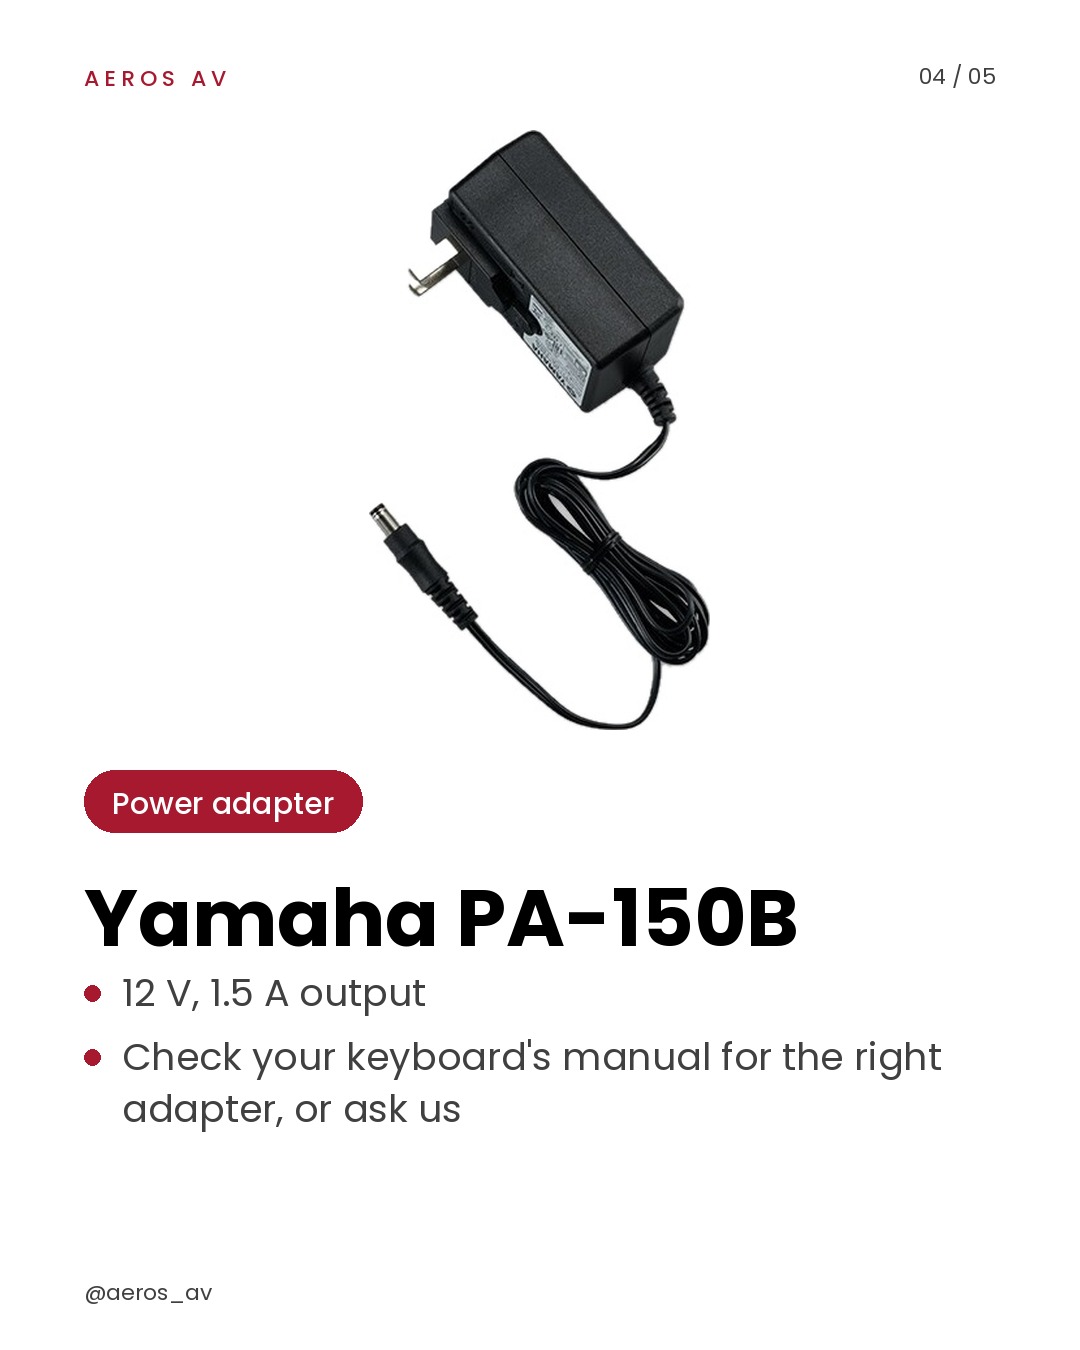 AEROS AV
04 / 05
YAMAHA
Power adapter
Yamaha PA-150B
12 V, 1.5 A output
Check your keyboard's manual for the right
adapter, or ask us
@aeros_av